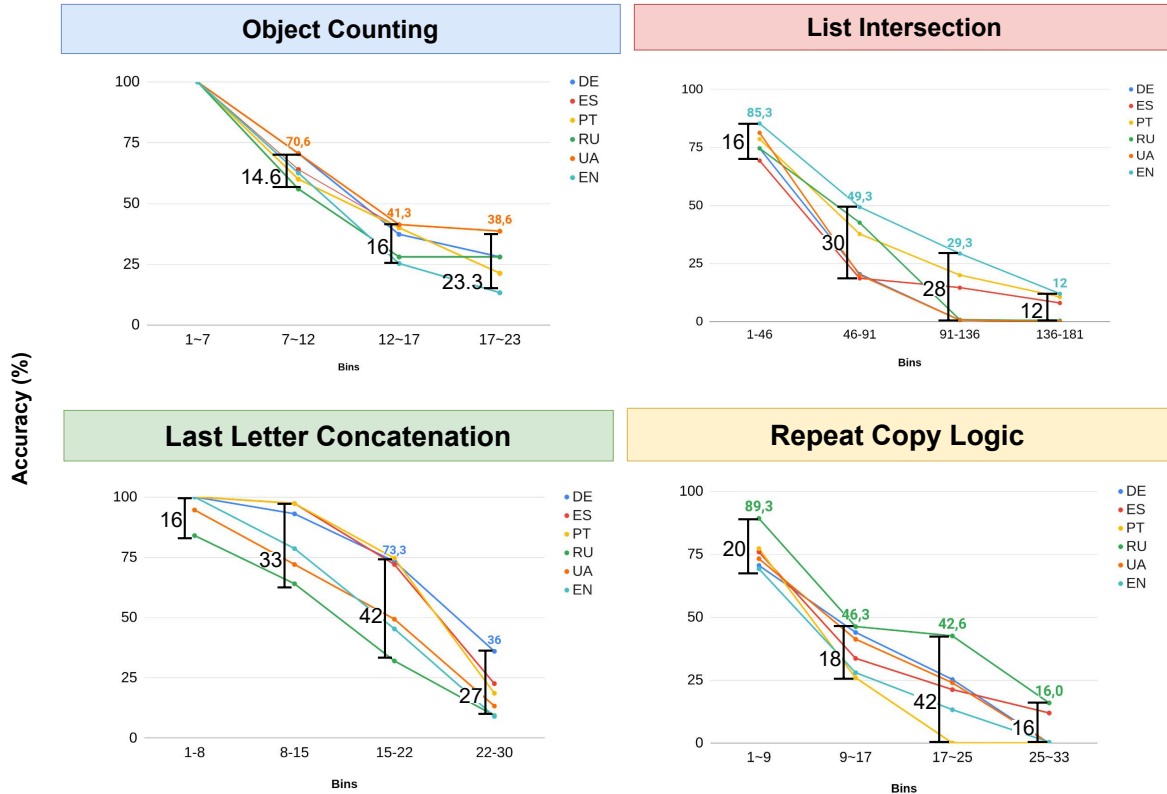 Object Counting
100
75
50
25
0
70,6
41,3
38,6
14.6
16
23.3
1~7
7~12
12~17
17~23
Bins
DE
ES
PT
RU
UA
EN
List Intersection
100
75
50
25
0
85,3
49,3
29,3
12
16
30
28
12
1-46
46-91
91-136
136-181
Bins
DE
ES
PT
RU
UA
EN
Accuracy (%)
Last Letter Concatenation
100
75
50
25
0
73,3
36
16
33
42
27
1-8
8-15
15-22
22-30
Bins
DE
ES
PT
RU
UA
EN
Repeat Copy Logic
100
75
50
25
0
89,3
46,3
42,6
16,0
20
18
42
16
1~9
9~17
17~25
25~33
Bins
DE
ES
PT
RU
UA
EN